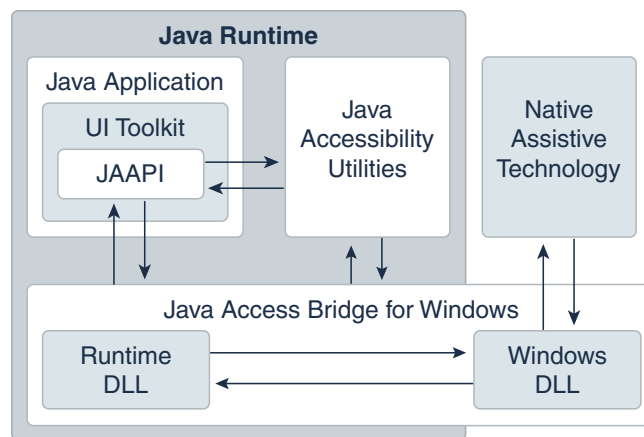 Java Runtime
Java Application
UI Toolkit
JAAPI
Java
Accessibility
Utilities
Native
Assistive
Technology
Java Access Bridge for Windows
Runtime
DLL
Windows
DLL